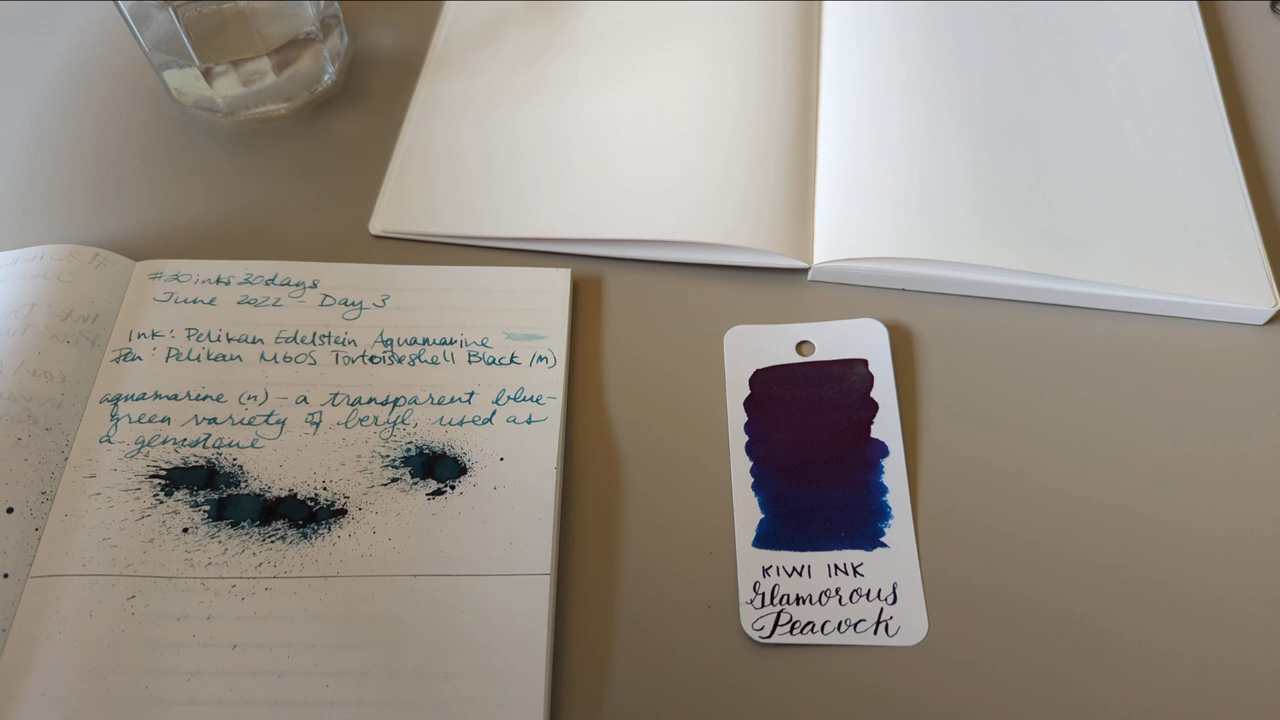 #30inks30days
June 2022 - Day 3
Ink: Pelikan Edelstein Aquamarine
Pen: Pelikan M605 Tortoiseshell Black (M)
aquamarine (n) - a transparent blue-
green variety of beryl, used as
a gemstone
KIWI INK
Glamorous
Peacock